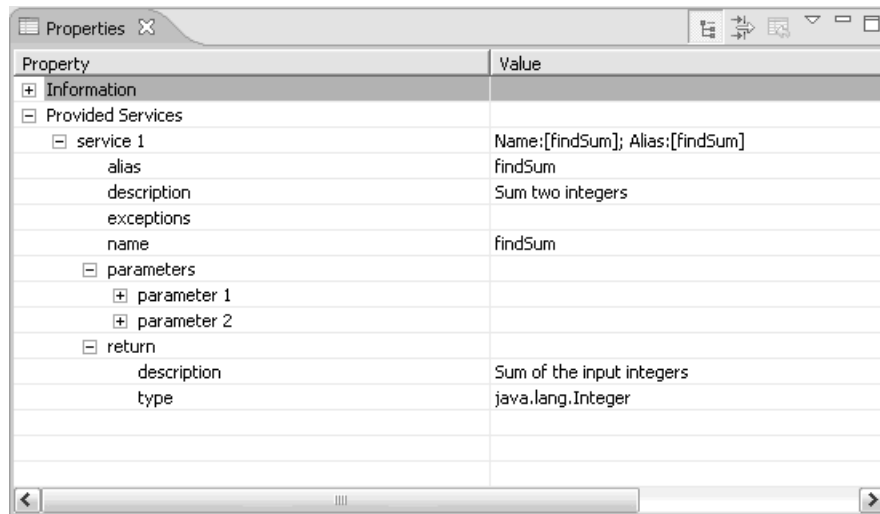 Properties
Property Value
Information
Provided Services
service 1 Name:[findSum]; Alias:[findSum]
alias findSum
description Sum two integers
exceptions
name findSum
parameters
parameter 1
parameter 2
return
description Sum of the input integers
type java.lang.Integer